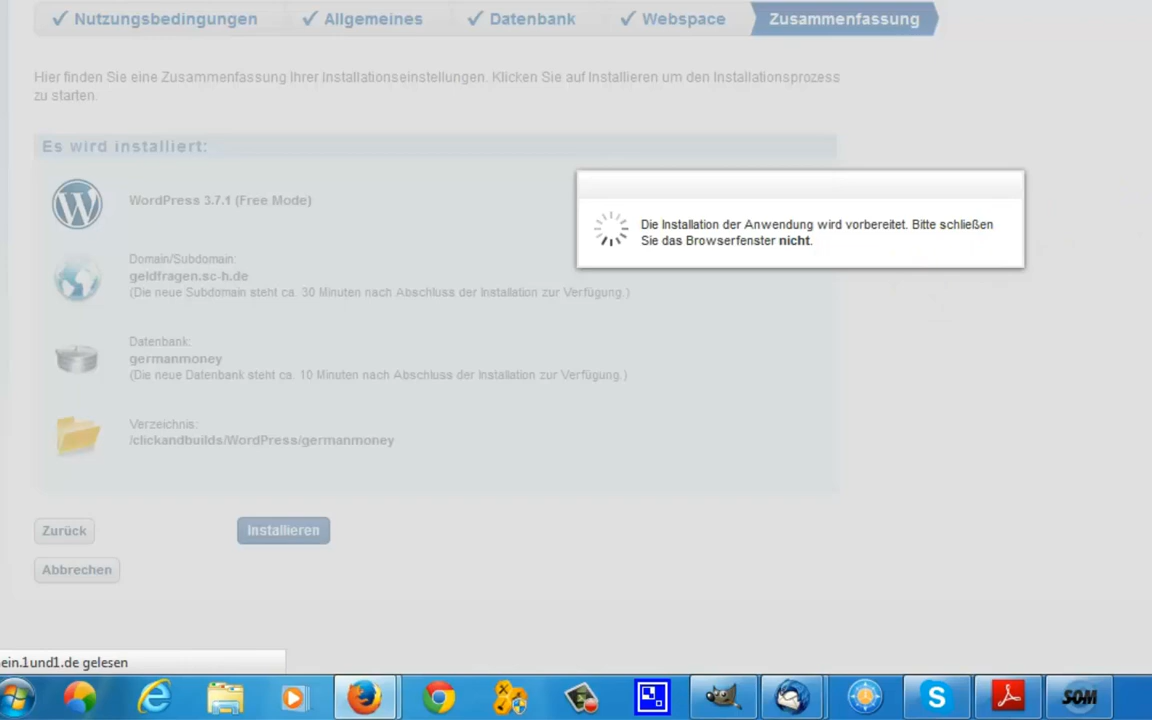 Nutzungsbedingungen Allgemeines Datenbank Webspace Zusammenfassung
Hier finden Sie eine Zusammenfassung Ihrer Installationseinstellungen. Klicken Sie auf Installieren um den Installationsprozess
zu starten.
Es wird installiert:
WordPress 3.7.1 (Free Mode)
Die Installation der Anwendung wird vorbereitet. Bitte schließen
Sie das Browserfenster nicht.
Domain/Subdomain:
geldfragen.sc-h.de
(Die neue Subdomain steht ca. 30 Minuten nach Abschluss der Installation zur Verfügung.)
Datenbank:
germanmoney
(Die neue Datenbank steht ca. 10 Minuten nach Abschluss der Installation zur Verfügung.)
Verzeichnis:
/clickandbuilds/WordPress/germanmoney
Zurück Installieren
Abbrechen
ein.1und1.de gelesen
SOM